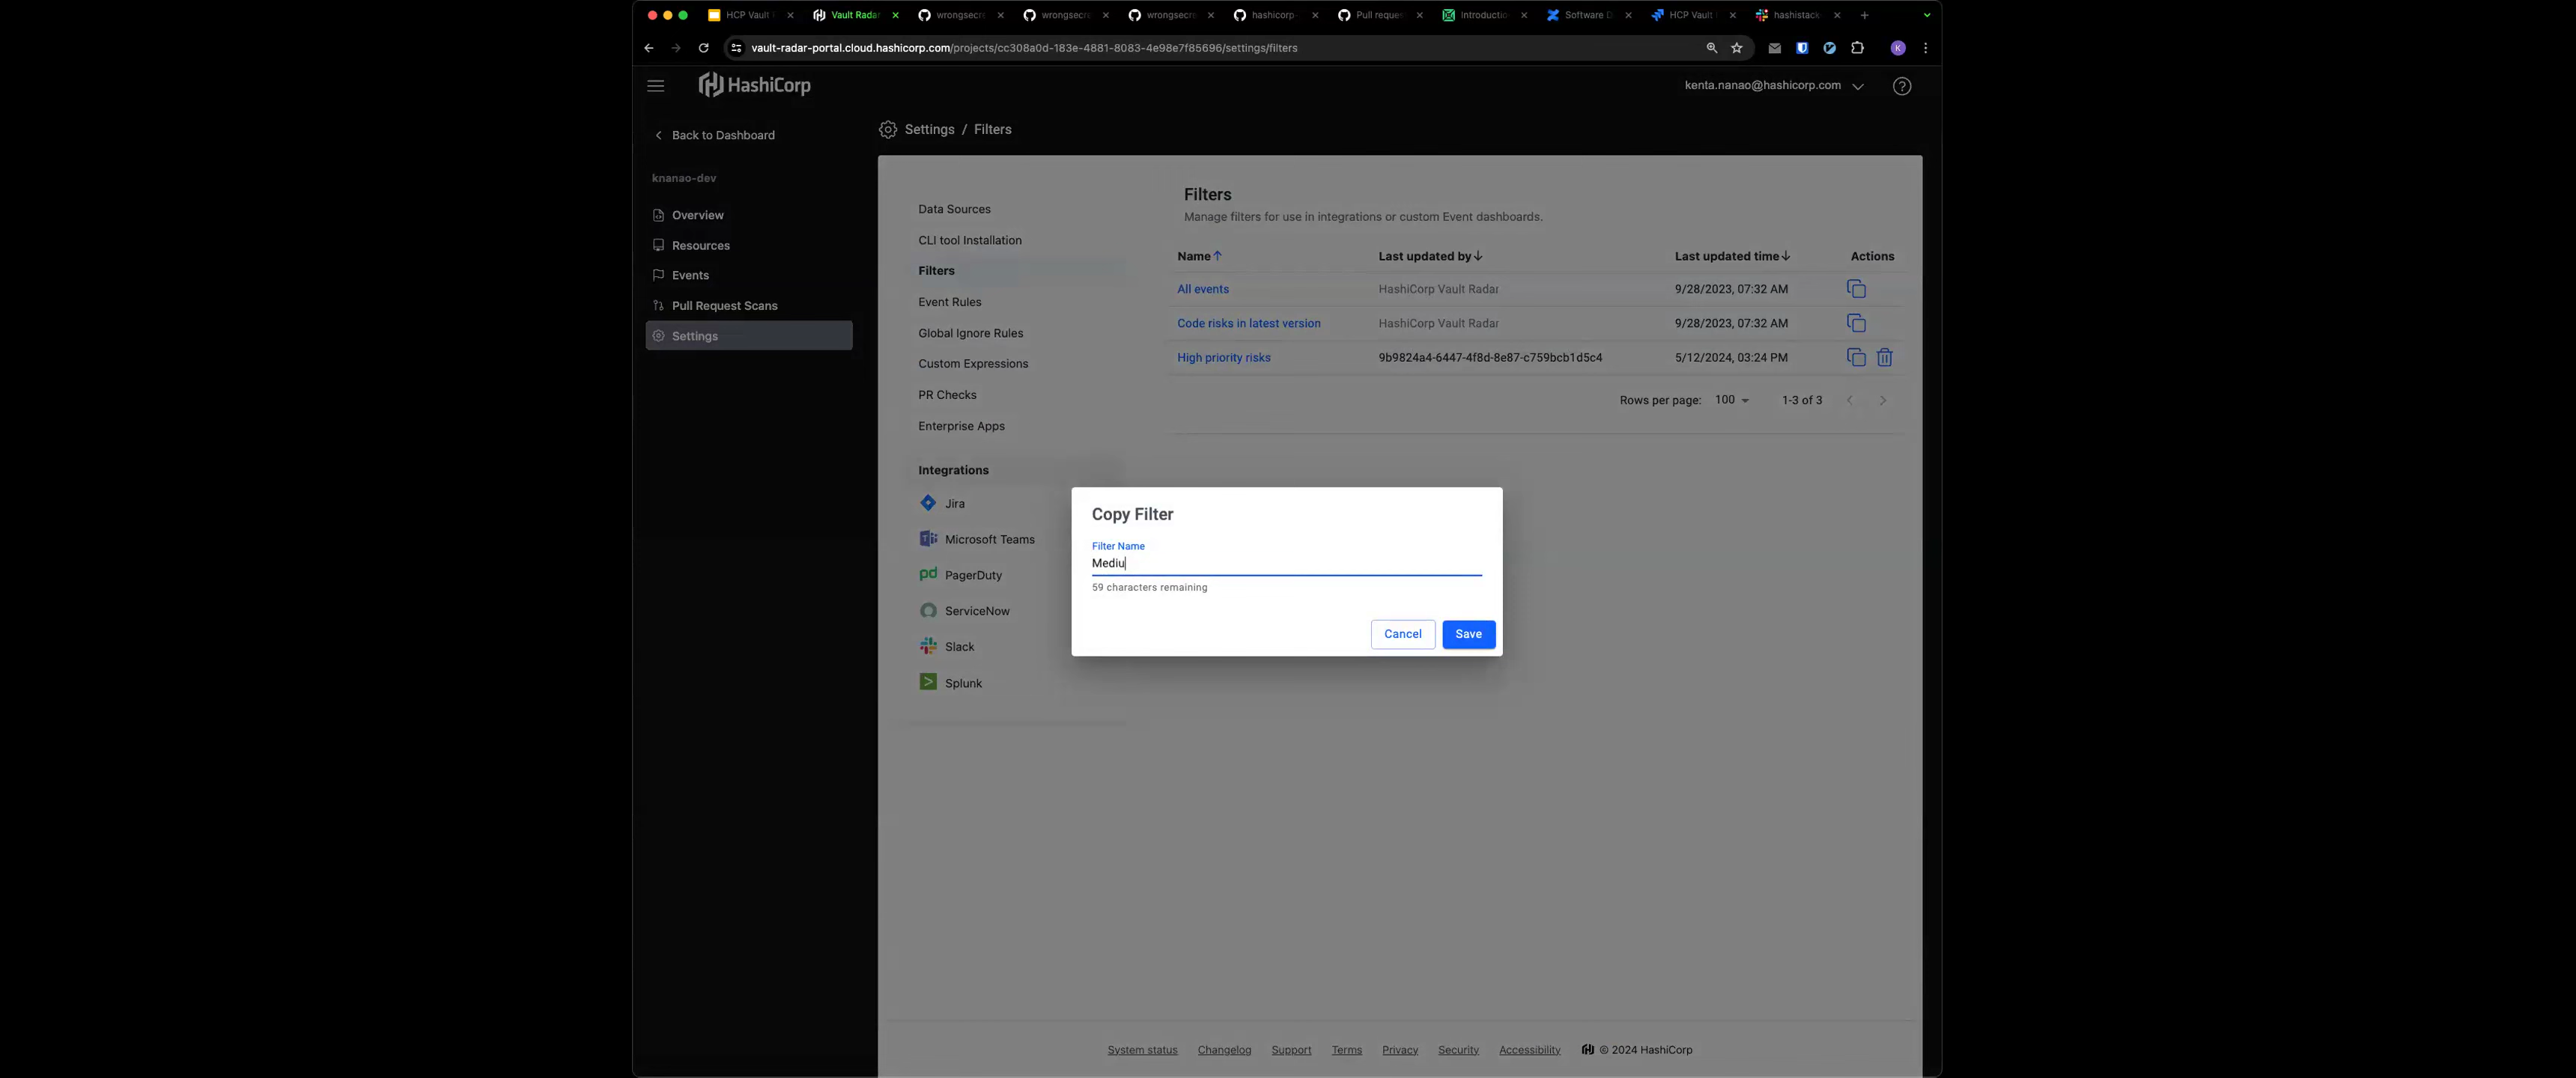 HCP Vault
Vault Radar
wrongsecre
wrongsecre
wrongsecre
hashicorp-
Pull reques
introductio
Software D
HCP Vault
hashistack
vault-radar-portal.cloud.hashicorp.com/projects/cc308a0d-183e-4881-8083-4e98e7f85696/settings/filters
K
HashiCorp
kenta.nanao@hashicorp.com
?
Back to Dashboard
Settings / Filters
knanao-dev
Overview
Resources
Events
Pull Request Scans
Settings
Data Sources
CLI tool Installation
Filters
Event Rules
Global Ignore Rules
Custom Expressions
PR Checks
Enterprise Apps
Integrations
Jira
Microsoft Teams
PagerDuty
ServiceNow
Slack
Splunk
Filters
Manage filters for use in integrations or custom Event dashboards.
Name Last updated by Last updated time Actions
All events HashiCorp Vault Radar 9/28/2023, 07:32 AM
Code risks in latest version HashiCorp Vault Radar 9/28/2023, 07:32 AM
High priority risks 9b9824a4-6447-4f8d-8e87-c759bcb1d5c4 5/12/2024, 03:24 PM
Rows per page: 100 1-3 of 3
Copy Filter
Filter Name
Mediu
59 characters remaining
Cancel Save
System status Changelog Support Terms Privacy Security Accessibility © 2024 HashiCorp